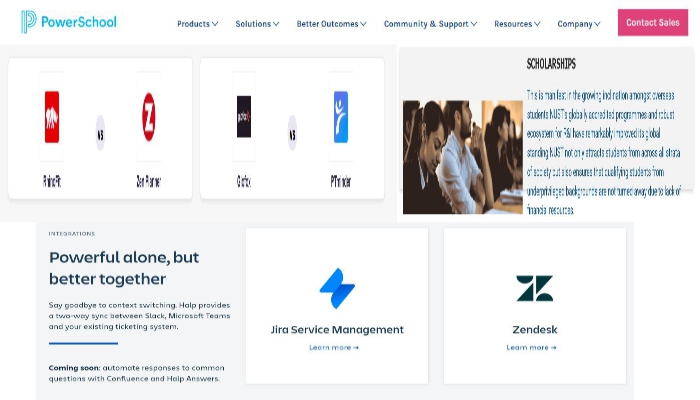 PowerSchool
Products Solutions Better Outcomes Community & Support Resources Company Contact Sales
VS
RhinoFit Zen Planner
VS
Glofox PTminder
SCHOLARSHIPS
This is manifest in the growing inclination amongst overseas
students. NUST's globally accredited programmes and robust
ecosystem for R&I have remarkably improved its global
standing. NUST not only attracts students from across all strata
of society but also ensures that qualifying students from
underprivileged backgrounds are not turned away due to lack of
financial resources.
INTEGRATIONS
Powerful alone, but
better together
Say goodbye to context switching. Halp provides
a two-way sync between Slack, Microsoft Teams
and your existing ticketing system.
Coming soon: automate responses to common
questions with Confluence and Halp Answers.
Jira Service Management
Learn more →
Zendesk
Learn more →